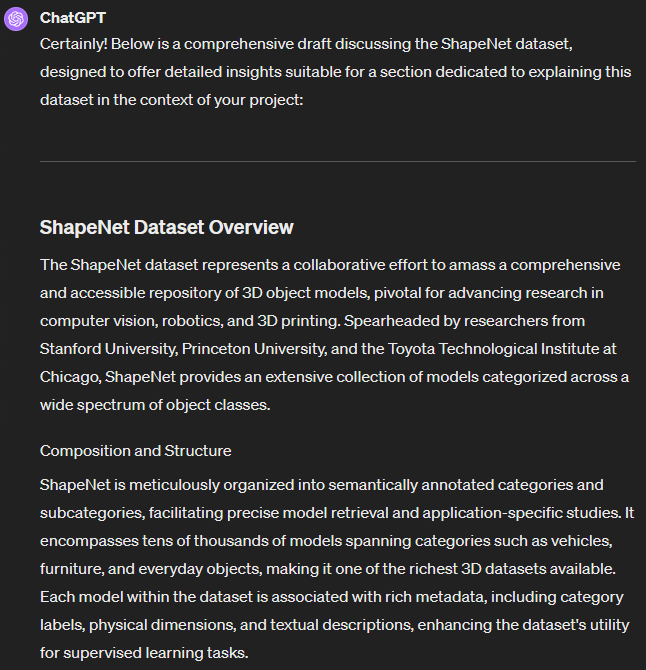 ChatGPT
Certainly! Below is a comprehensive draft discussing the ShapeNet dataset,
designed to offer detailed insights suitable for a section dedicated to explaining this
dataset in the context of your project:
ShapeNet Dataset Overview
The ShapeNet dataset represents a collaborative effort to amass a comprehensive
and accessible repository of 3D object models, pivotal for advancing research in
computer vision, robotics, and 3D printing. Spearheaded by researchers from
Stanford University, Princeton University, and the Toyota Technological Institute at
Chicago, ShapeNet provides an extensive collection of models categorized across a
wide spectrum of object classes.
Composition and Structure
ShapeNet is meticulously organized into semantically annotated categories and
subcategories, facilitating precise model retrieval and application-specific studies. It
encompasses tens of thousands of models spanning categories such as vehicles,
furniture, and everyday objects, making it one of the richest 3D datasets available.
Each model within the dataset is associated with rich metadata, including category
labels, physical dimensions, and textual descriptions, enhancing the dataset's utility
for supervised learning tasks.